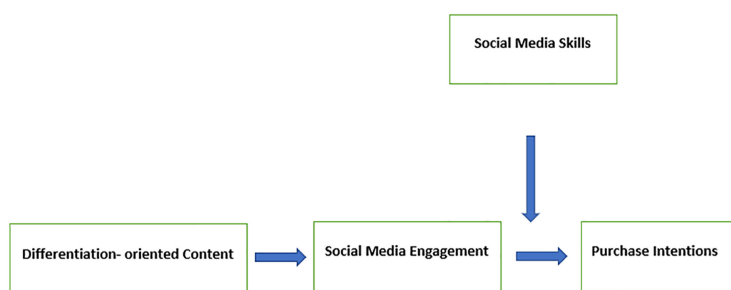 Social Media Skills
Differentiation- oriented Content
Social Media Engagement
Purchase Intentions